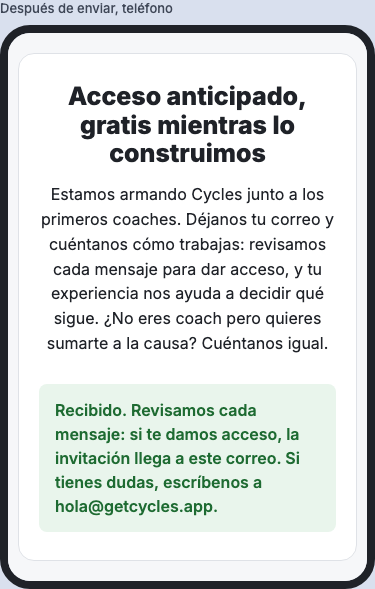 Después de enviar, teléfono
Acceso anticipado,
gratis mientras lo
construimos
Estamos armando Cycles junto a los
primeros coaches. Déjanos tu correo y
cuéntanos cómo trabajas: revisamos
cada mensaje para dar acceso, y tu
experiencia nos ayuda a decidir qué
sigue. ¿No eres coach pero quieres
sumarte a la causa? Cuéntanos igual.
Recibido. Revisamos cada
mensaje: si te damos acceso, la
invitación llega a este correo. Si
tienes dudas, escríbenos a
hola@getcycles.app.